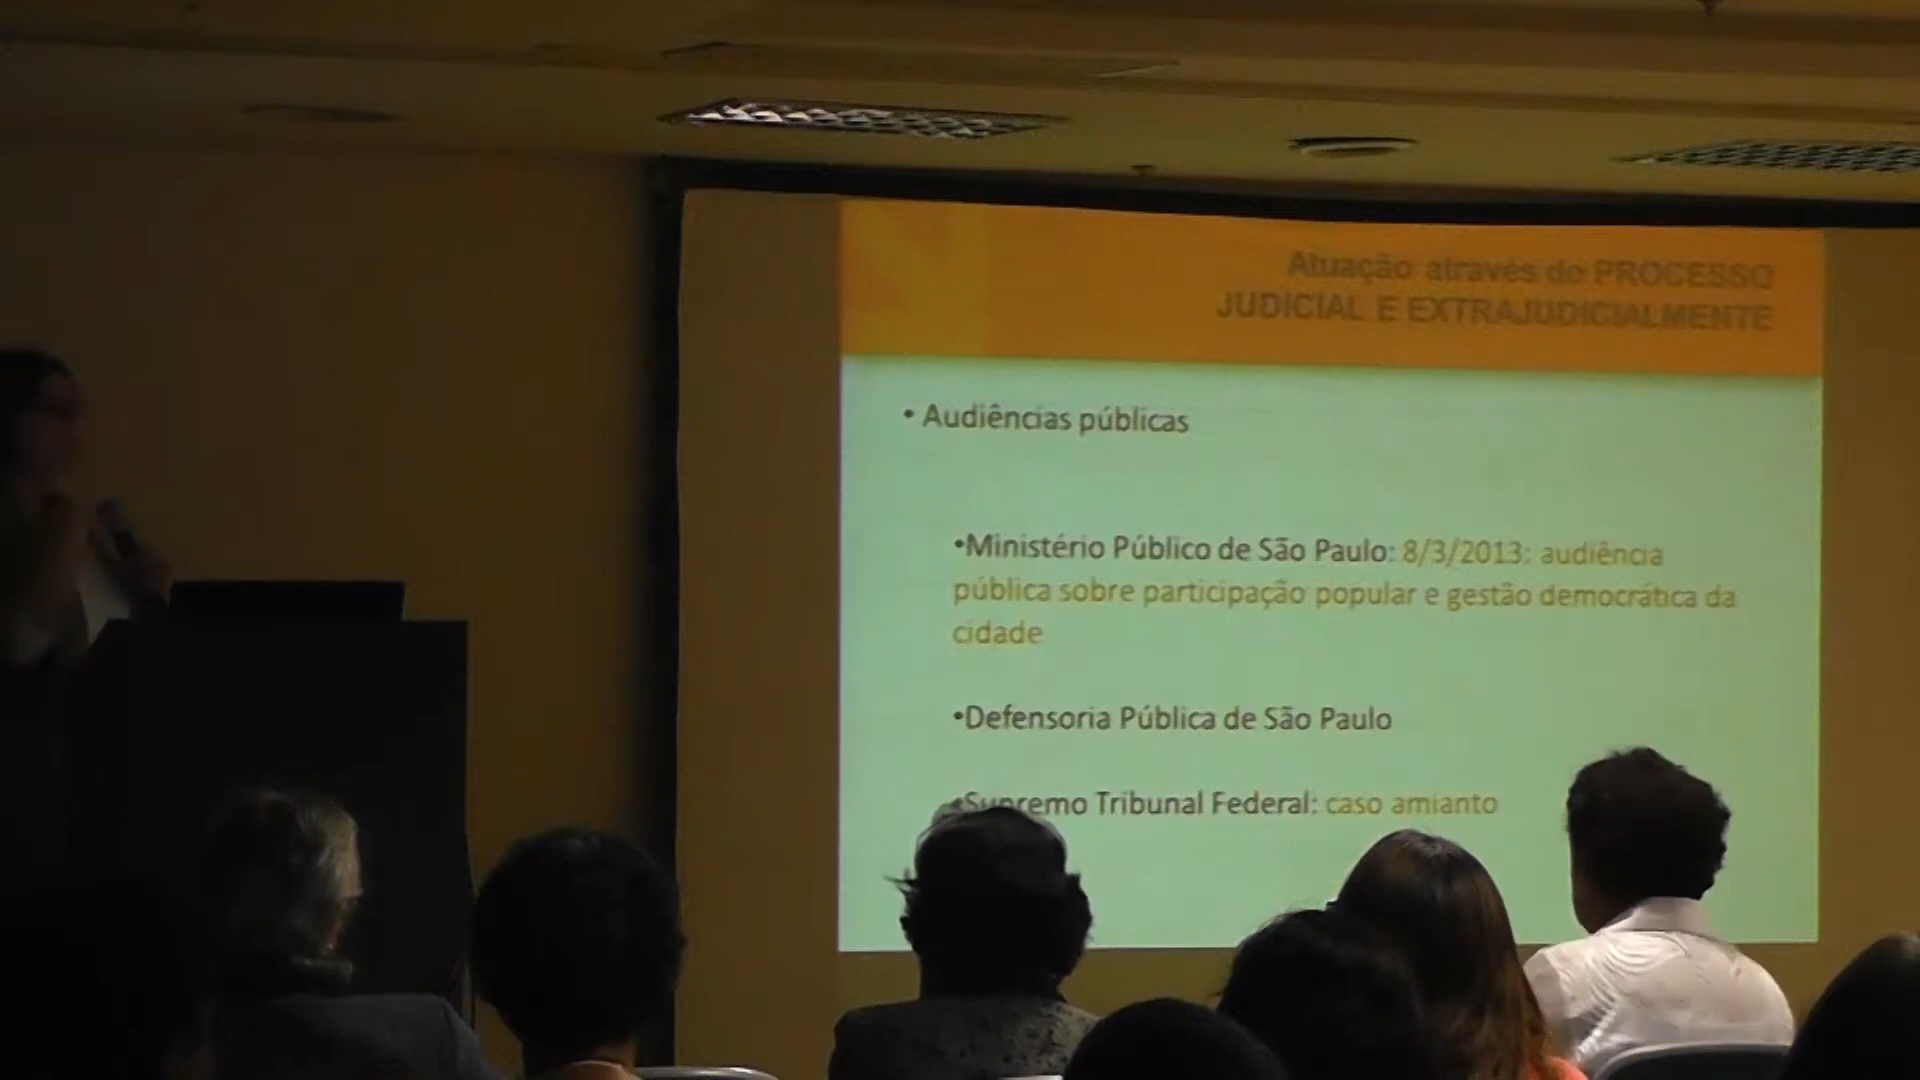 Atuação através do PROCESSO
JUDICIAL E EXTRAJUDICIALMENTE
• Audiências públicas
•Ministério Público de São Paulo: 8/3/2013: audiência
pública sobre participação popular e gestão democrática da
cidade
•Defensoria Pública de São Paulo
•Supremo Tribunal Federal: caso amianto